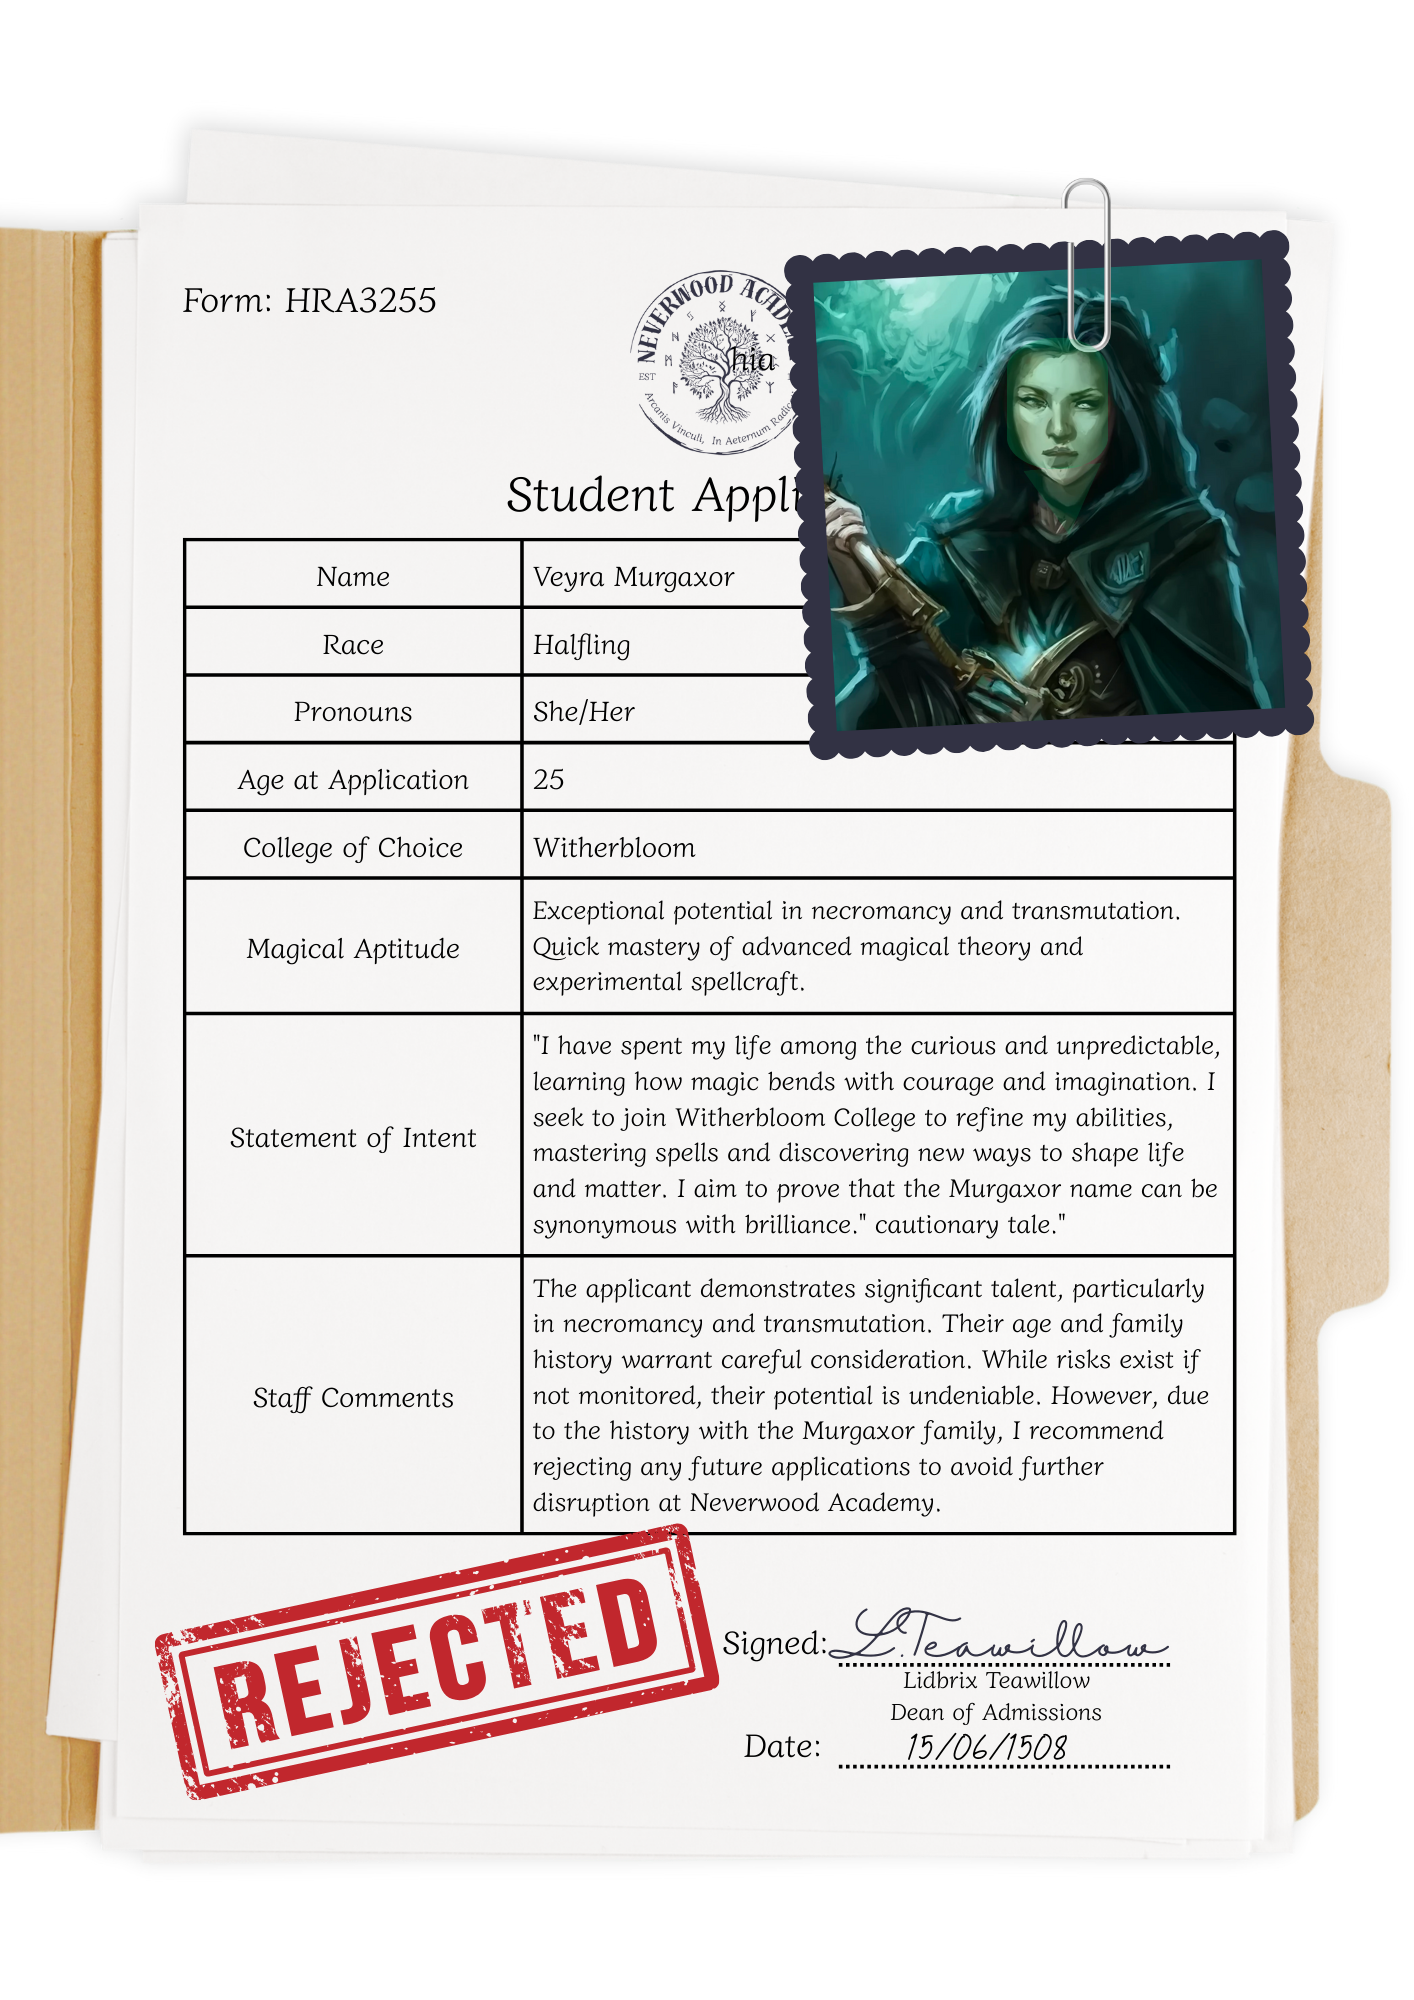 Form: HRA3255
NEVERWOOD ACAD
hia
EST
Arcanis Vinculi, In Aeternum Radic
Student Appli
Name
Veyra Murgaxor
Race
Halfling
Pronouns
She/Her
Age at Application
25
College of Choice
Witherbloom
Magical Aptitude
Exceptional potential in necromancy and transmutation.
Quick mastery of advanced magical theory and
experimental spellcraft.
Statement of Intent
"I have spent my life among the curious and unpredictable,
learning how magic bends with courage and imagination. I
seek to join Witherbloom College to refine my abilities,
mastering spells and discovering new ways to shape life
and matter. I aim to prove that the Murgaxor name can be
synonymous with brilliance." cautionary tale."
Staff Comments
The applicant demonstrates significant talent, particularly
in necromancy and transmutation. Their age and family
history warrant careful consideration. While risks exist if
not monitored, their potential is undeniable. However, due
to the history with the Murgaxor family, I recommend
rejecting any future applications to avoid further
disruption at Neverwood Academy.
REJECTED
Signed: L.Teawillow
Lidbrix Teawillow
Dean of Admissions
Date: 15/06/1508